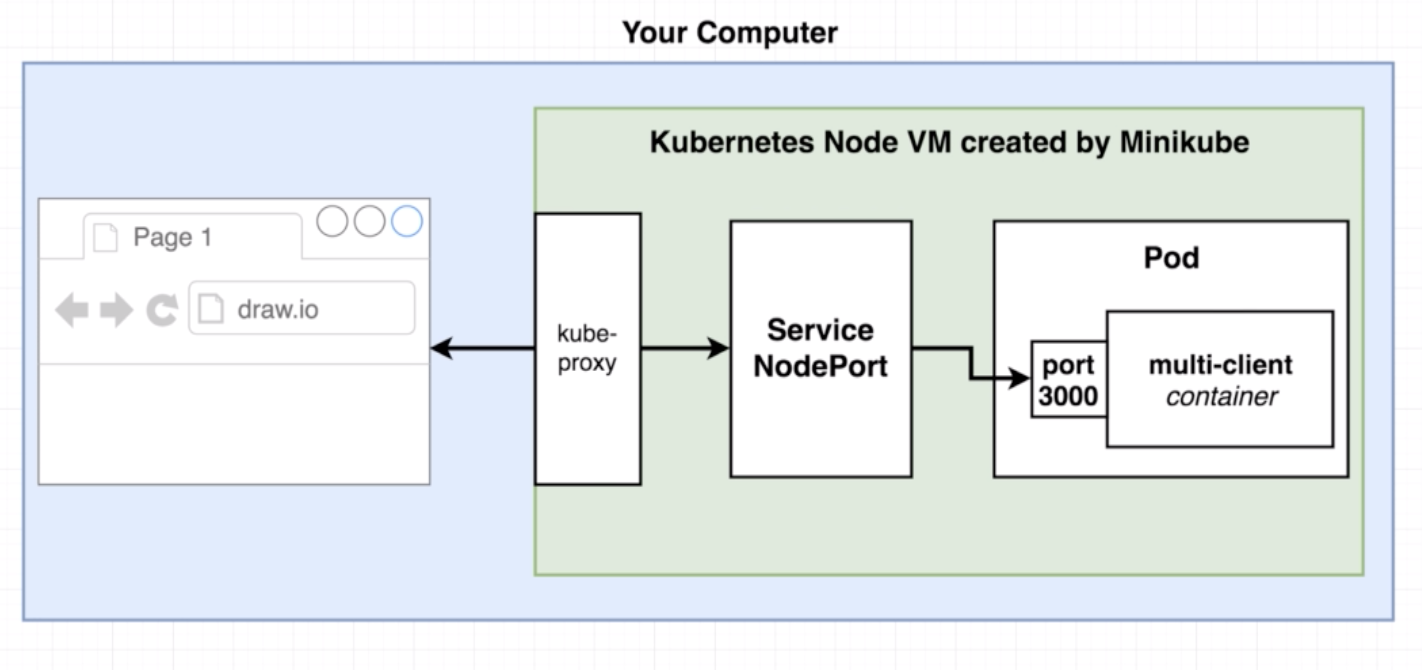 Your Computer
Kubernetes Node VM created by Minikube
Page 1
draw.io
kube-
proxy
Service
NodePort
Pod
port
3000
multi-client
container